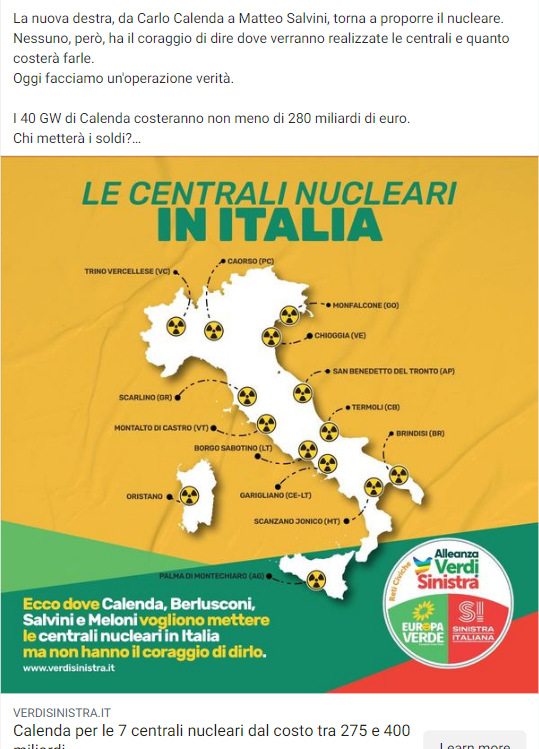 La nuova destra, da Carlo Calenda a Matteo Salvini, torna a proporre il nucleare.
Nessuno, però, ha il coraggio di dire dove verranno realizzate le centrali e quanto
costerà farle.
Oggi facciamo un'operazione verità.
I 40 GW di Calenda costeranno non meno di 280 miliardi di euro.
Chi metterà i soldi?...
LE CENTRALI NUCLEARI
IN ITALIA
CAORSO (PC)
TRINO VERCELLESE (VC)
MONFALCONE (GO)
CHIOGGIA (VE)
SAN BENEDETTO DEL TRONTO (AP)
SCARLINO (GR)
TERMOLI (CB)
MONTALTO DI CASTRO (VT)
BRINDISI (BR)
BORGO SABOTINO (LT)
ORISTANO
GARIGLIANO (CE-LT)
SCANZANO JONICO (MT)
PALMA DI MONTECHIARO (AG)
Reti Civiche
Alleanza
Verdi
Sinistra
EUROPA
VERDE
SI
SINISTRA
ITALIANA
Ecco dove Calenda, Berlusconi,
Salvini e Meloni vogliono mettere
le centrali nucleari in Italia
ma non hanno il coraggio di dirlo.
www.verdisinistra.it
VERDISINISTRA.IT
Calenda per le 7 centrali nucleari dal costo tra 275 e 400
miliardi
Learn more